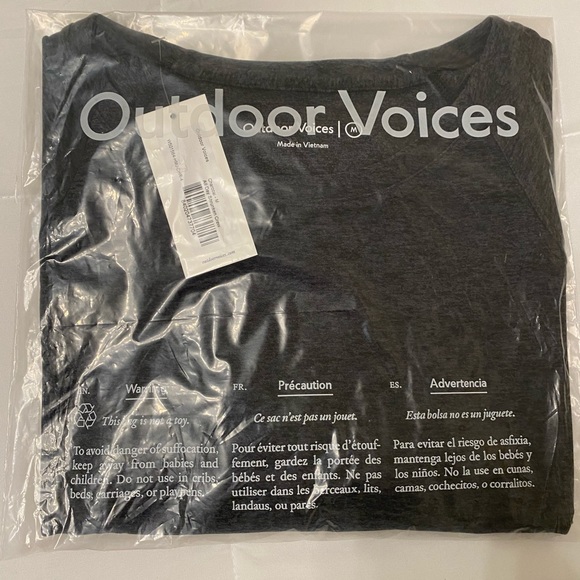 Outdoor Voices
Outdoor Voices | M
Made in Vietnam
Outdoor Voices
Charcoal
EN. Warning
This bag is not a toy.
To avoid danger of suffocation,
keep away from babies and
children. Do not use in cribs,
beds, carriages, or playpens.
FR. Précaution
Ce sac n'est pas un jouet.
Pour éviter tout risque d'étouf-
fement, gardez la portée des
bébés et des enfants. Ne pas
utiliser dans les berceaux, lits,
landaus, ou parcs.
ES. Advertencia
Esta bolsa no es un juguete.
Para evitar el riesgo de asfixia,
mantenga lejos de los bebés y
los niños. No la use en cunas,
camas, cochecitos, o corralitos.